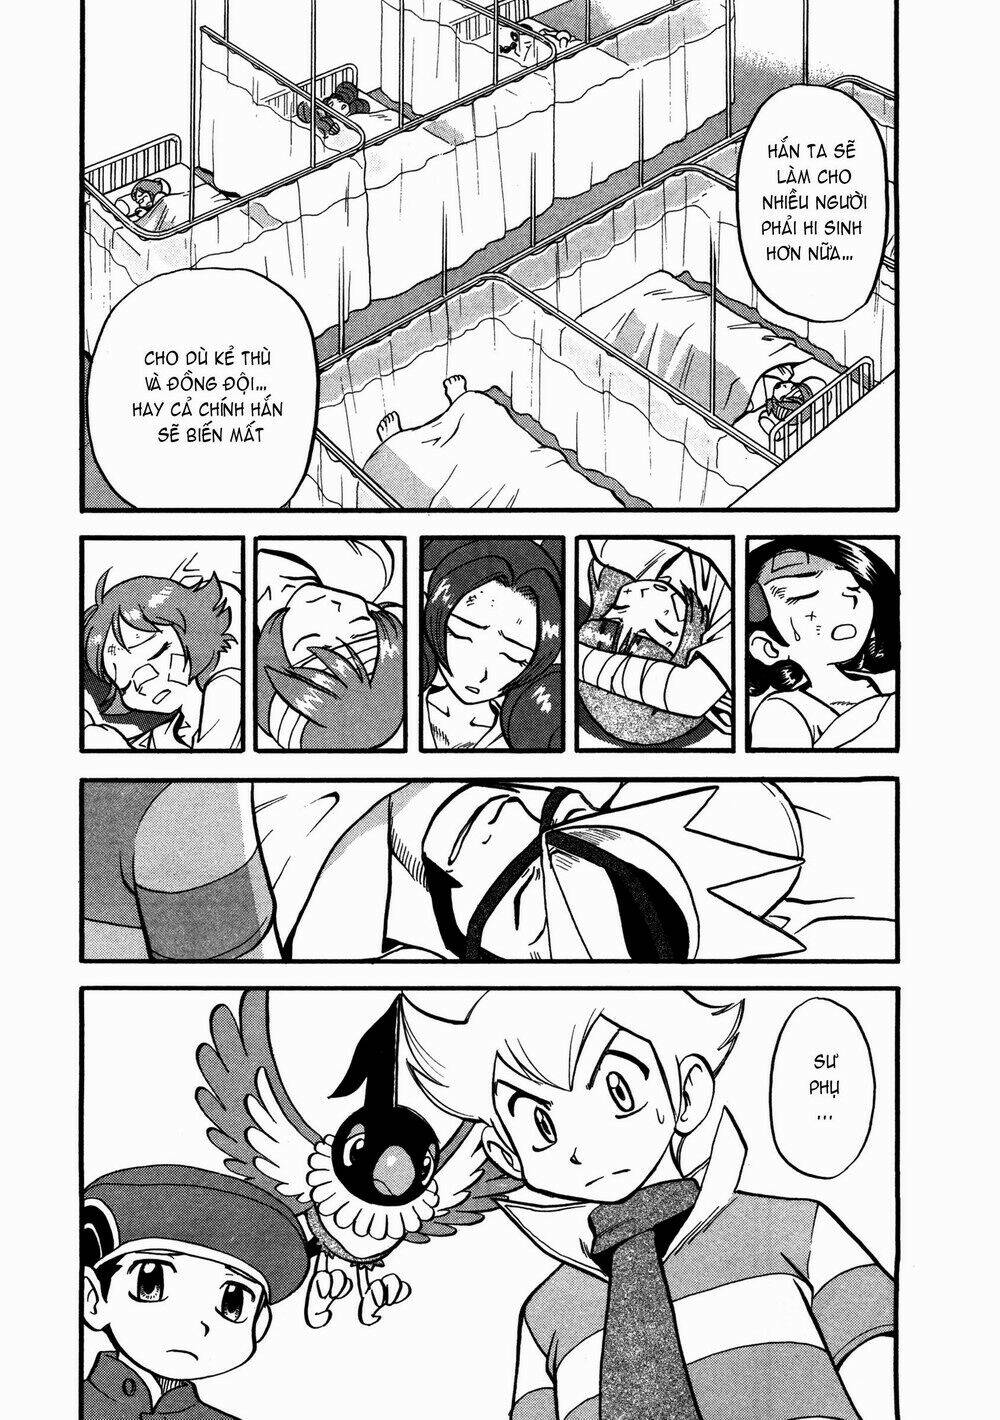 HẮN TA SẼ
LÀM CHO
NHIỀU NGƯỜI
PHẢI HI SINH
HƠN NỮA...
CHO DÙ KẺ THÙ
VÀ ĐỒNG ĐỘI...
HAY CẢ CHÍNH HẮN
SẼ BIẾN MẤT
SƯ
PHỤ
...